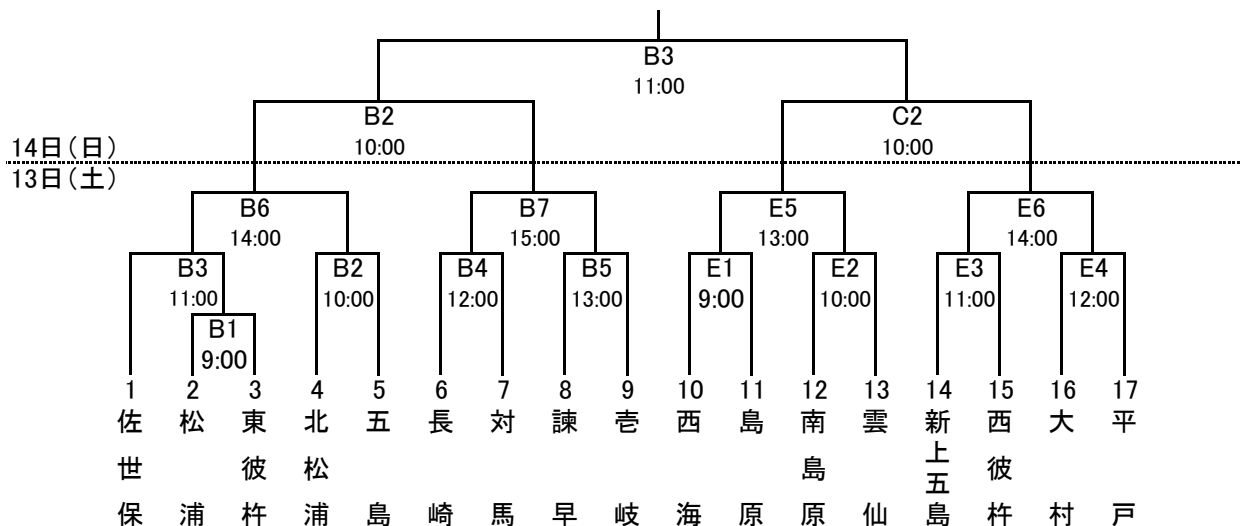 B3
11:00
B2 C2
14日(日) 10:00 10:00
13日(土)
B6 B7 E5 E6
14:00 15:00 13:00 14:00
B3 B2 B4 B5 E1 E2 E3 E4
11:00 10:00 12:00 13:00 9:00 10:00 11:00 12:00
B1
9:00
1 2 3 4 5 6 7 8 9 10 11 12 13 14 15 16 17
佐世保 松浦 東彼杵 北松浦 五島 長崎 対馬 諫早 壱岐 西海 島原 南島原 雲仙 新上五島 西彼杵 大村 平戸